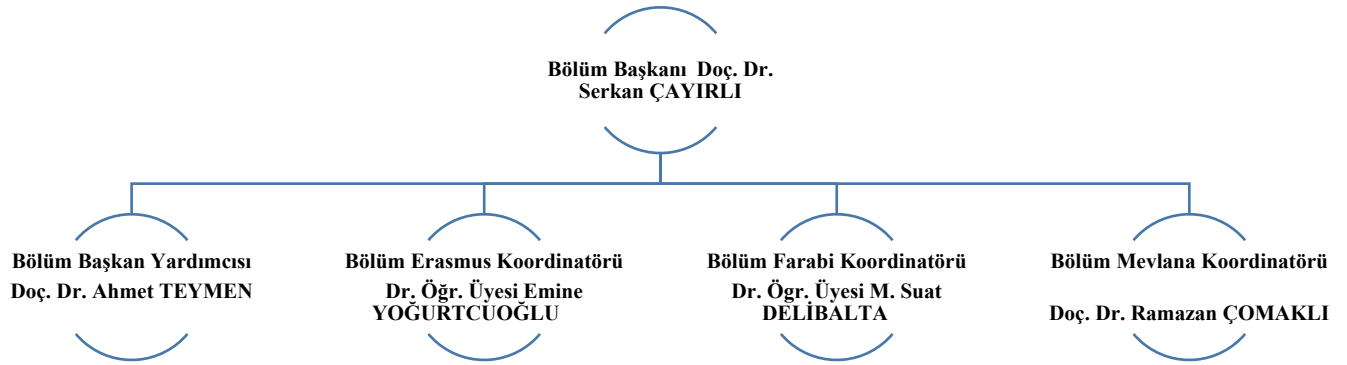 Bölüm Başkanı Doç. Dr.
Serkan ÇAYIRLI
Bölüm Başkan Yardımcısı
Doç. Dr. Ahmet TEYMEN
Bölüm Erasmus Koordinatörü
Dr. Öğr. Üyesi Emine
YOĞURTCUOĞLU
Bölüm Farabi Koordinatörü
Dr. Ögr. Üyesi M. Suat
DELİBALTA
Bölüm Mevlana Koordinatörü
Doç. Dr. Ramazan ÇOMAKLI